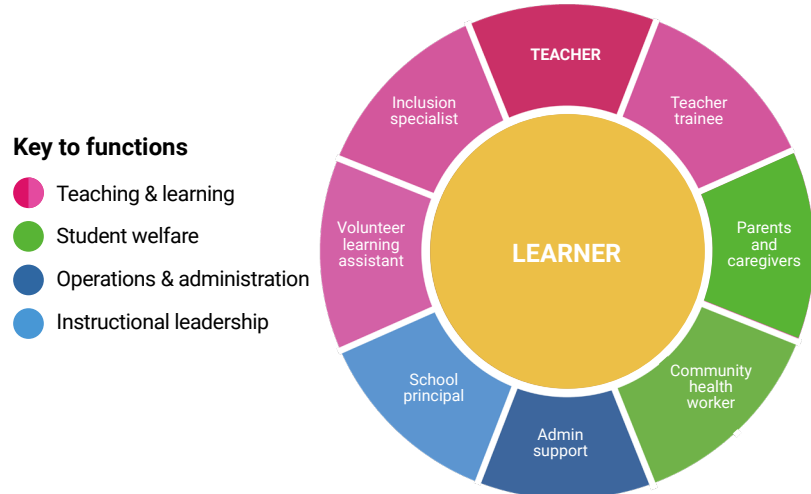 Key to functions
Teaching & learning
Student welfare
Operations & administration
Instructional leadership
TEACHER
Teacher
trainee
Parents
and
caregivers
Community
health
worker
Admin
support
School
principal
Volunteer
learning
assistant
Inclusion
specialist
LEARNER